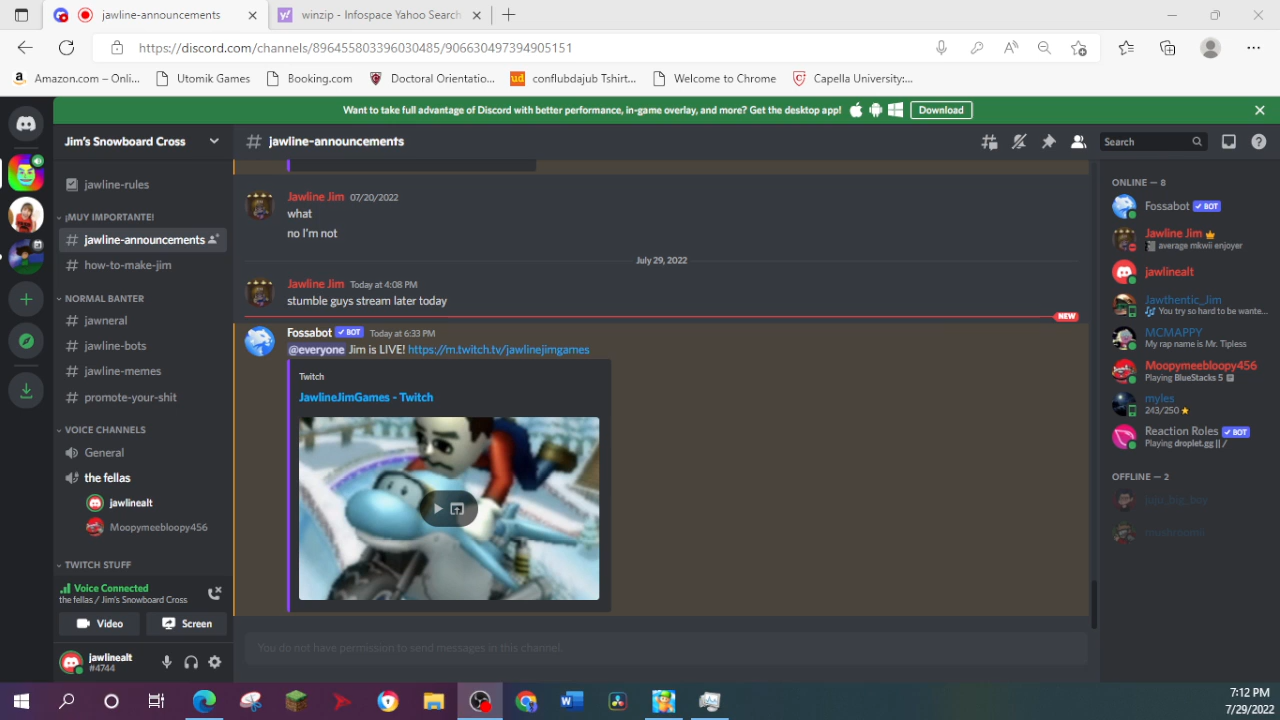 jawline-announcements
winzip - Infospace Yahoo Search
https://discord.com/channels/896455803396030485/906630497394905151
Amazon.com – Onli...
Utomik Games
Booking.com
Doctoral Orientatio...
conflubdajub Tshirt...
Welcome to Chrome
Capella University:...
Want to take full advantage of Discord with better performance, in-game overlay, and more? Get the desktop app!
Download
Jim's Snowboard Cross
jawline-rules
¡MUY IMPORTANTE!
jawline-announcements
how-to-make-jim
NORMAL BANTER
jawneral
jawline-bots
jawline-memes
promote-your-shit
VOICE CHANNELS
General
the fellas
jawlinealt
Moopymeebloopy456
TWITCH STUFF
Voice Connected
the fellas / Jim's Snowboard Cross
Video
Screen
jawlinealt
#4744
jawline-announcements
Search
Jawline Jim 07/20/2022
what
no I'm not
July 29, 2022
Jawline Jim Today at 4:08 PM
stumble guys stream later today
NEW
Fossabot BOT Today at 6:33 PM
@everyone Jim is LIVE! https://m.twitch.tv/jawlinejimgames
Twitch
JawlineJimGames - Twitch
You do not have permission to send messages in this channel.
ONLINE — 8
Fossabot BOT
Jawline Jim
average mkwii enjoyer
jawlinealt
Jawthentic_Jim
You try so hard to be wante...
MCMAPPY
My rap name is Mr. Tipless
Moopymeebloopy456
Playing BlueStacks 5
myles
243/250
Reaction Roles BOT
Playing droplet.gg || /
OFFLINE — 2
mushroomii
7:12 PM
7/29/2022